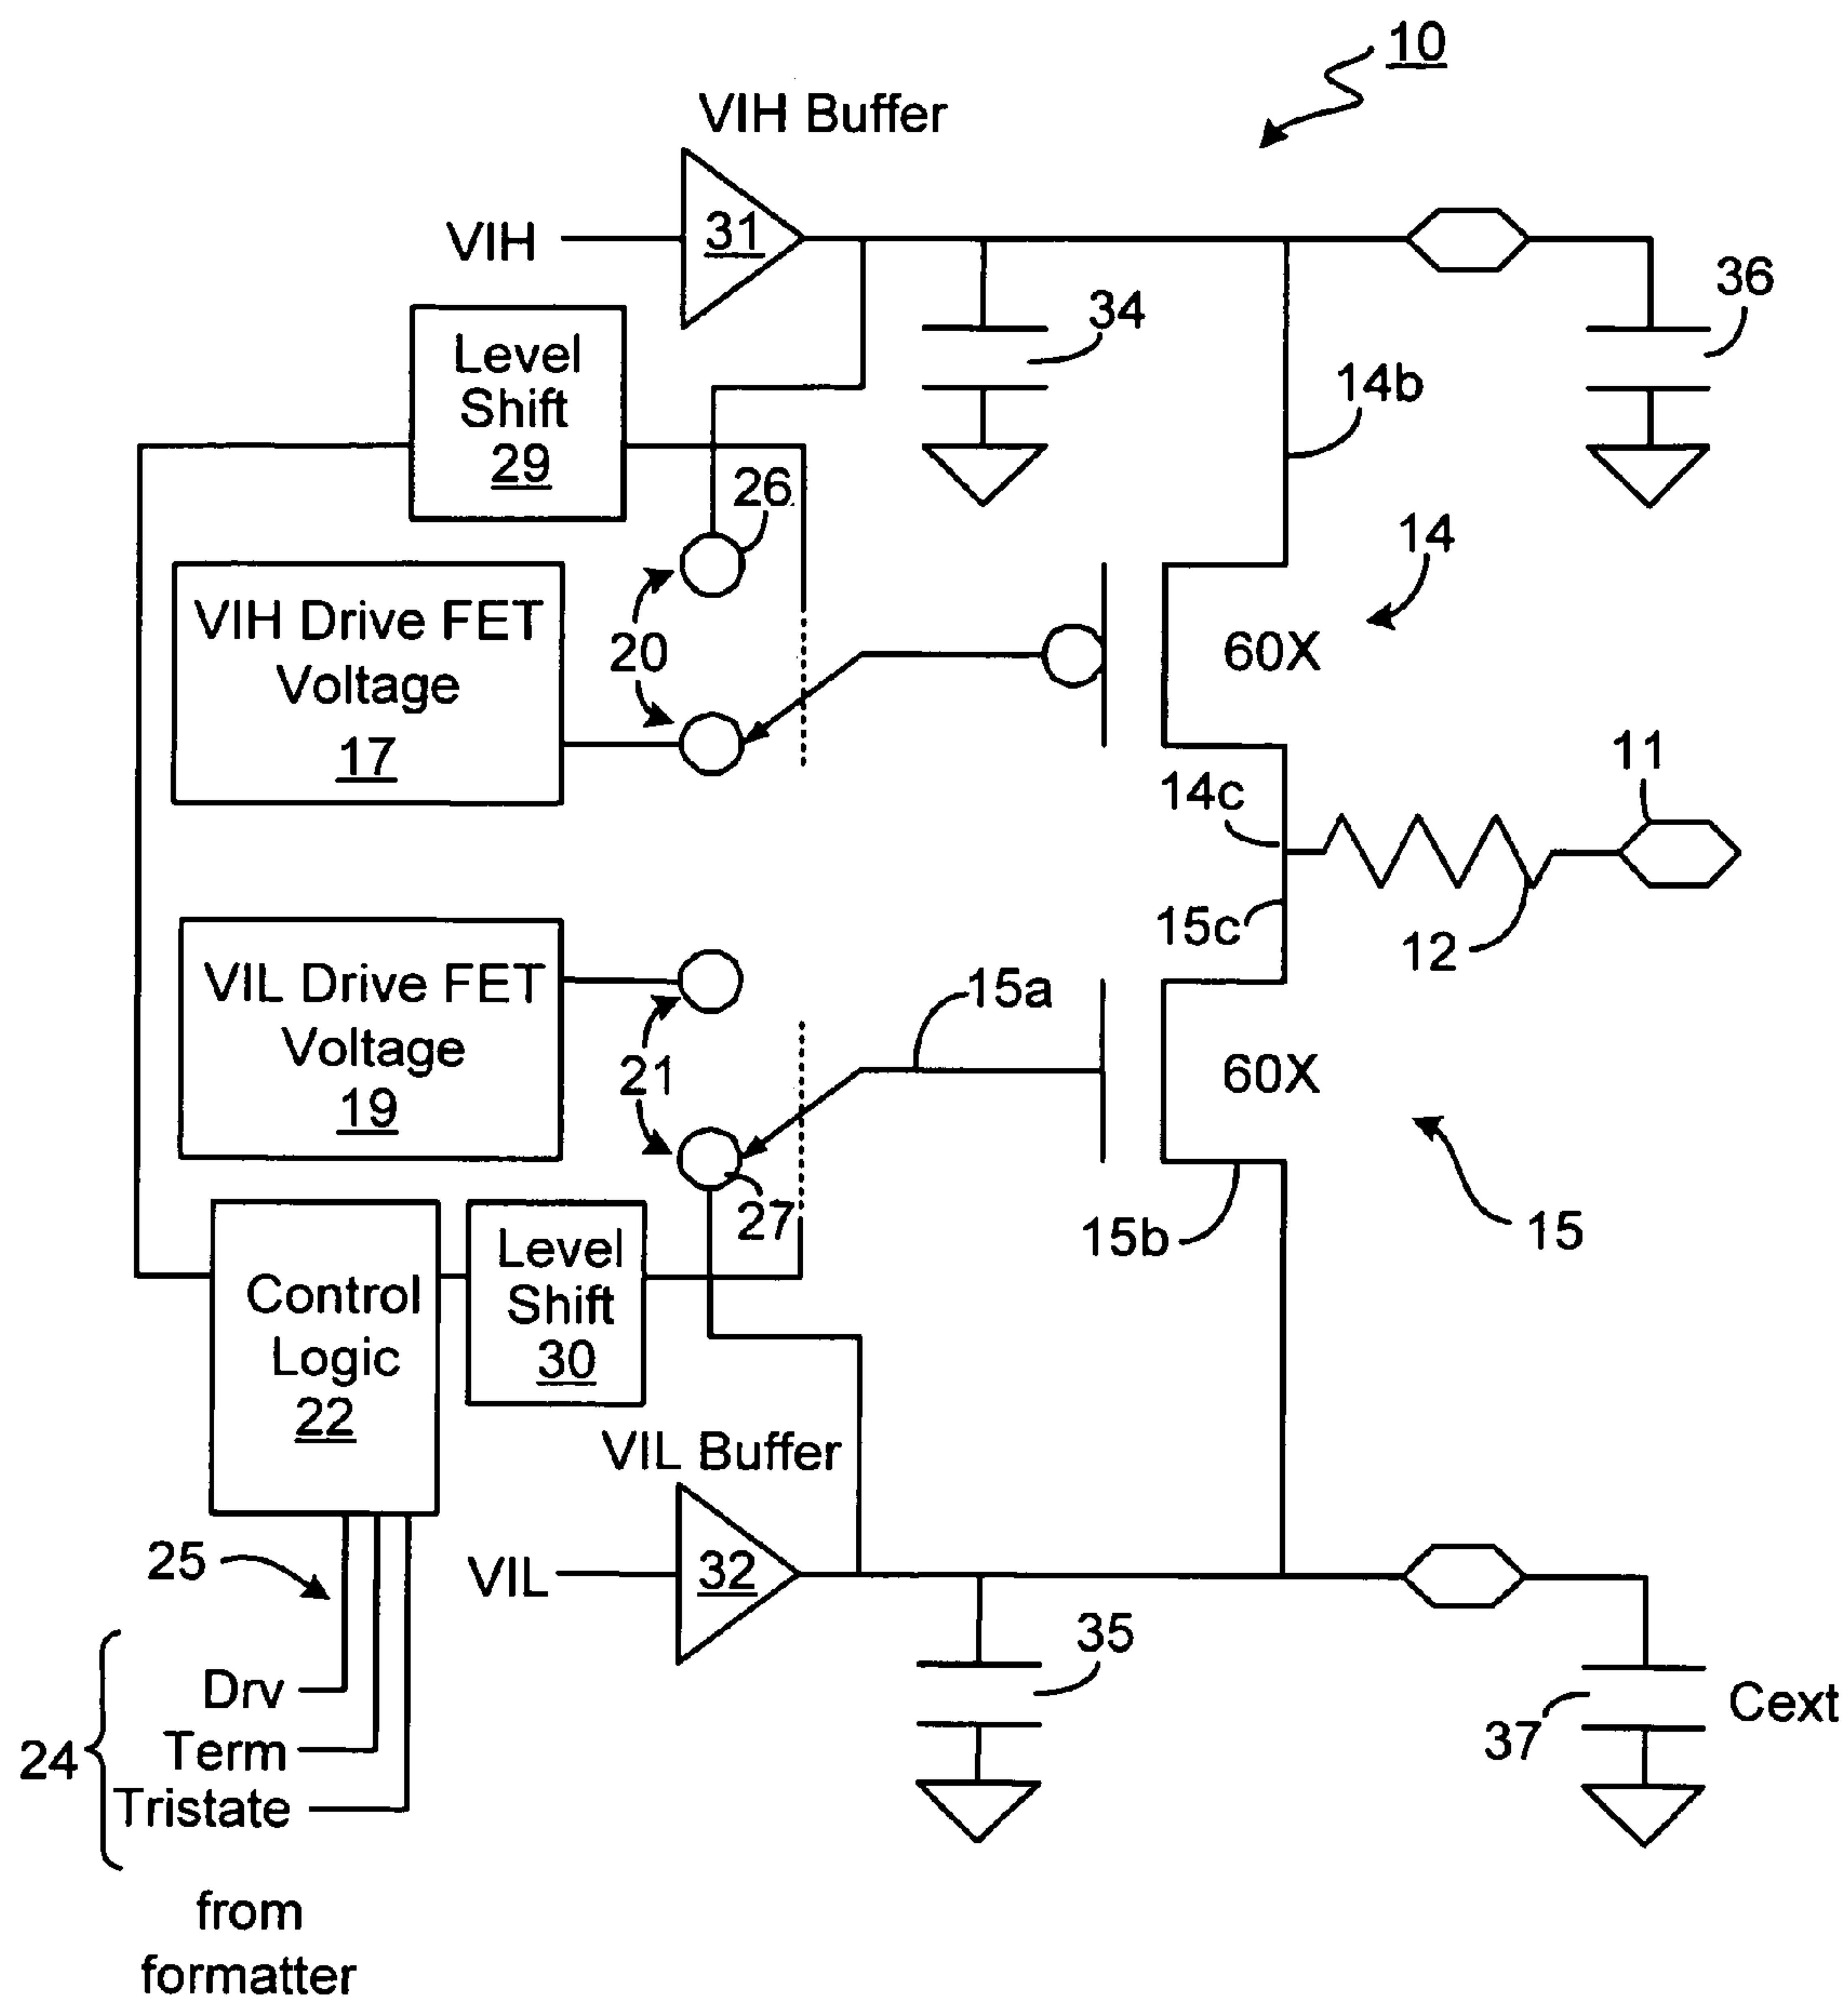 10
VIH Buffer
VIH
31
36
34
Level
Shift
29
14b
26
14
VIH Drive FET
Voltage
17
20
60X
11
14c
15c
12
VIL Drive FET
Voltage
19
15a
21
60X
27
15b
15
Control
Logic
22
Level
Shift
30
VIL Buffer
25
VIL
32
35
Drv
Term
Tristate
24
37
Cext
from
formatter